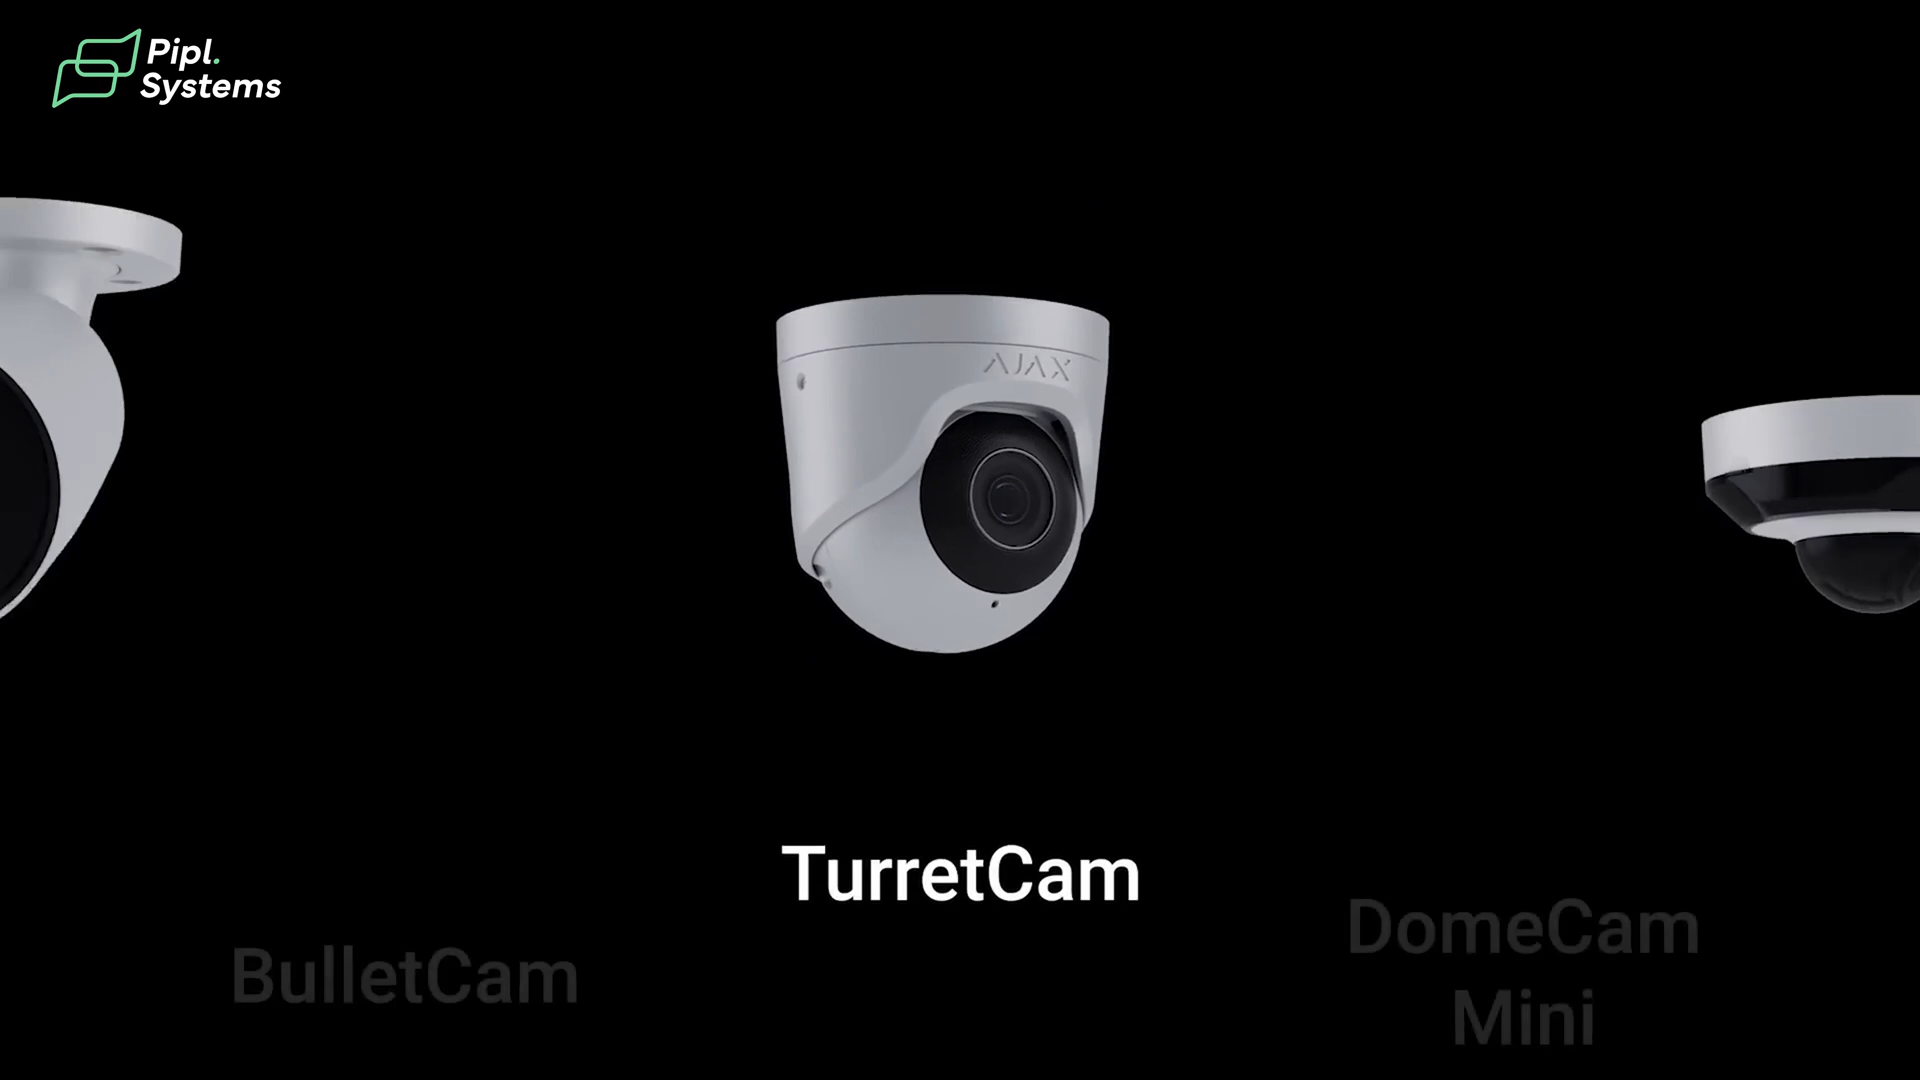 Pipl.
Systems
AJAX
TurretCam
BulletCam
DomeCam
Mini